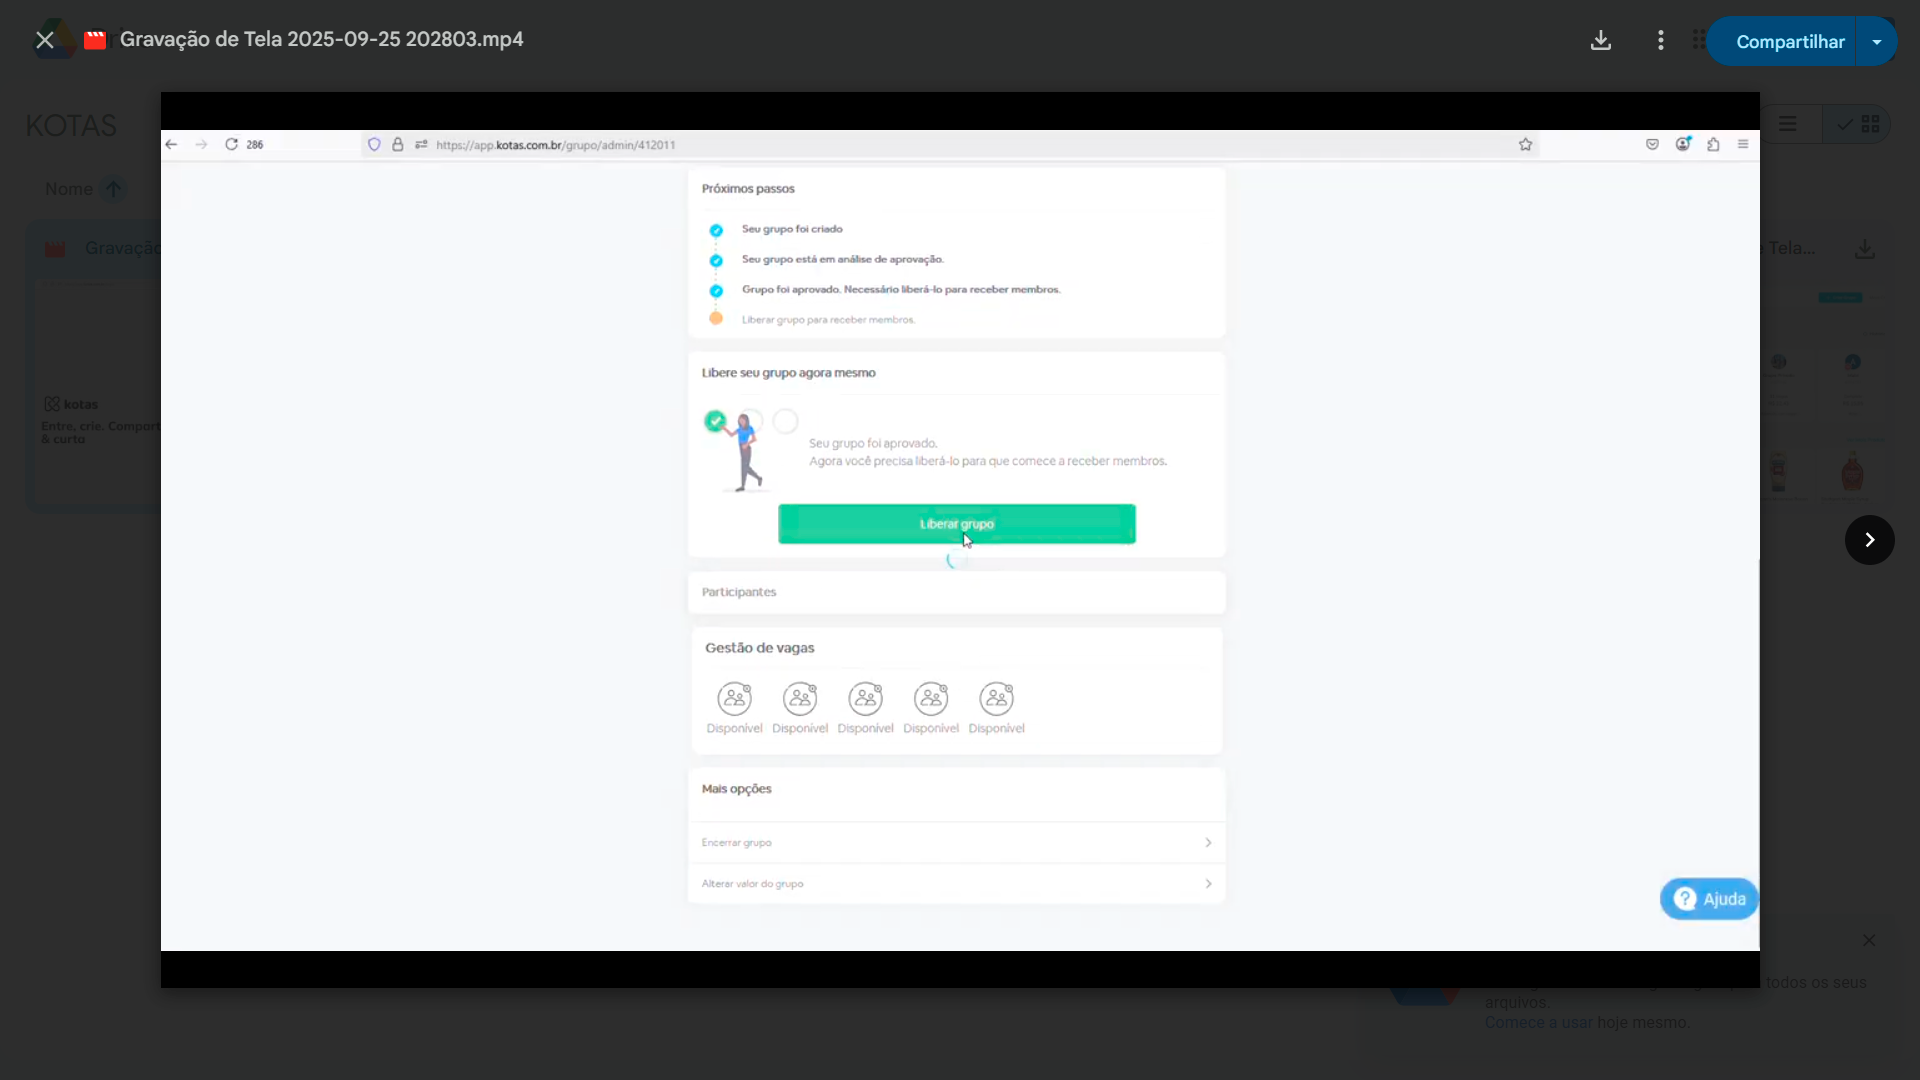 Gravação de Tela 2025-09-25 202803.mp4
Compartilhar
KOTAS
Nome
Gravação
kotas
Entre, crie. Compart
& curta
286
https://app.kotas.com.br/grupo/admin/412011
Próximos passos
Seu grupo foi criado
Seu grupo está em análise de aprovação.
Grupo foi aprovado. Necessário liberá-lo para receber membros.
Liberar grupo para receber membros.
Libere seu grupo agora mesmo
Seu grupo foi aprovado.
Agora você precisa liberá-lo para que comece a receber membros.
Liberar grupo
Participantes
Gestão de vagas
Disponível Disponível Disponível Disponível Disponível
Mais opções
Encerrar grupo
Alterar valor do grupo
Ajuda
Tela...
todos os seus
arquivos.
Comece a usar hoje mesmo.